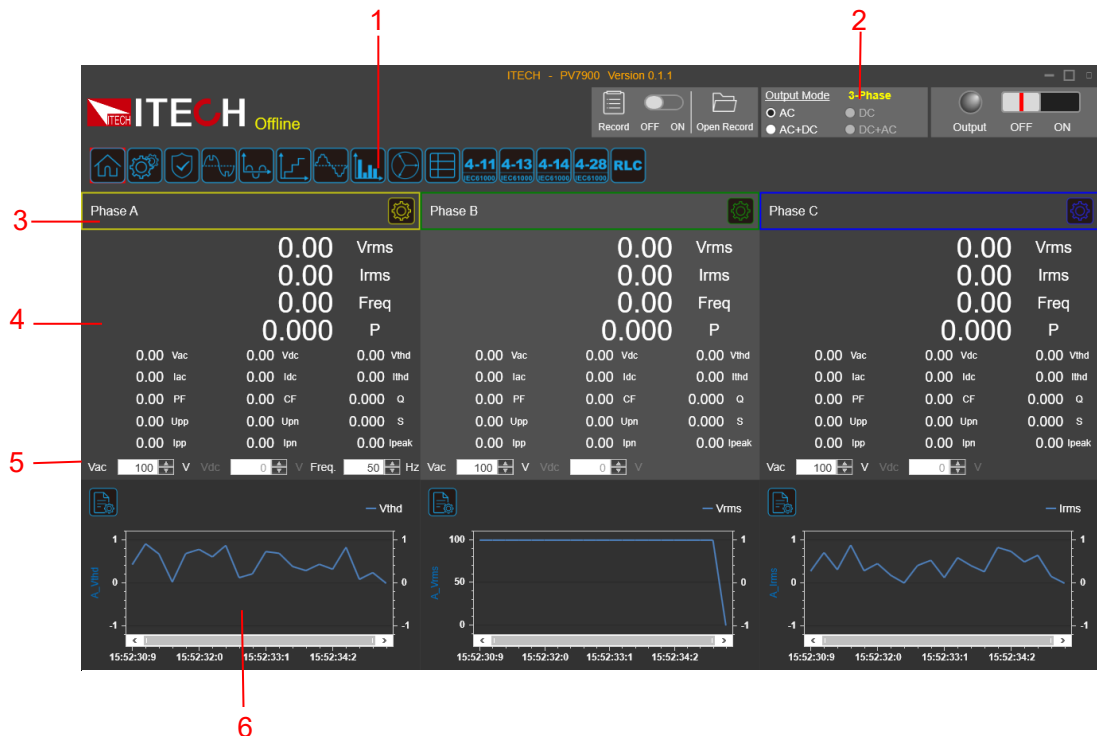 1
2
ITECH - PV7900 Version 0.1.1
ITECH ITECH Offline
Record OFF ON Open Record
Output Mode 3-Phase
AC DC
AC+DC DC+AC
Output OFF ON
4-11 4-13 4-14 4-28 RLC
IEC61000 IEC61000 IEC61000 IEC61000
3
Phase A Phase B Phase C
4
0.00 Vrms 0.00 Vrms 0.00 Vrms
0.00 Irms 0.00 Irms 0.00 Irms
0.00 Freq 0.00 Freq 0.00 Freq
0.000 P 0.000 P 0.000 P
0.00 Vac 0.00 Vdc 0.00 Vthd 0.00 Vac 0.00 Vdc 0.00 Vthd 0.00 Vac 0.00 Vdc 0.00 Vthd
0.00 Iac 0.00 Idc 0.00 Ithd 0.00 Iac 0.00 Idc 0.00 Ithd 0.00 Iac 0.00 Idc 0.00 Ithd
0.00 PF 0.00 CF 0.000 Q 0.00 PF 0.00 CF 0.000 Q 0.00 PF 0.00 CF 0.000 Q
0.00 Upp 0.00 Upn 0.000 S 0.00 Upp 0.00 Upn 0.000 S 0.00 Upp 0.00 Upn 0.000 S
0.00 Ipp 0.00 Ipn 0.00 Ipeak 0.00 Ipp 0.00 Ipn 0.00 Ipeak 0.00 Ipp 0.00 Ipn 0.00 Ipeak
5
Vac 100 V Vdc 0 V Freq. 50 Hz Vac 100 V Vdc 0 V Vac 100 V Vdc 0 V
Vthd Vrms Irms
1 1 100 1 1 1
A_Vthd 0 0 A_Vrms 50 0 A_Irms 0 0
-1 -1 0 -1 -1 -1
15:52:30:9 15:52:32:0 15:52:33:1 15:52:34:2 15:52:30:9 15:52:32:0 15:52:33:1 15:52:34:2 15:52:30:9 15:52:32:0 15:52:33:1 15:52:34:2
6